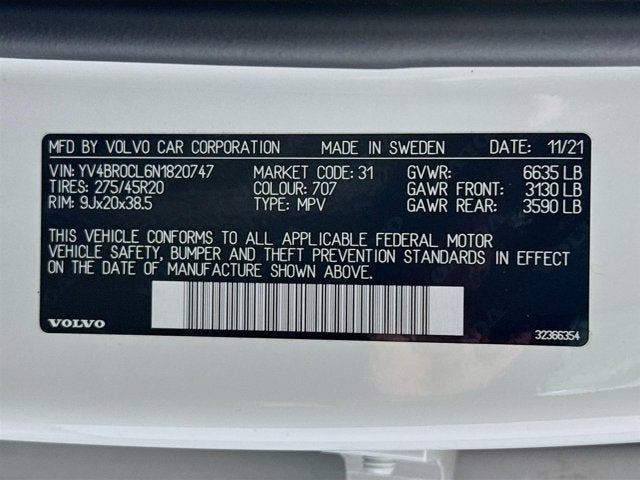 MFD BY VOLVO CAR CORPORATION MADE IN SWEDEN DATE: 11/21
VIN: YV4BR0CL6N1820747 MARKET CODE: 31 GVWR: 6635 LB
TIRES: 275/45R20 COLOUR: 707 GAWR FRONT: 3130 LB
RIM: 9Jx20x38.5 TYPE: MPV GAWR REAR: 3590 LB
THIS VEHICLE CONFORMS TO ALL APPLICABLE FEDERAL MOTOR
VEHICLE SAFETY, BUMPER AND THEFT PREVENTION STANDARDS IN EFFECT
ON THE DATE OF MANUFACTURE SHOWN ABOVE.
VOLVO 32366354